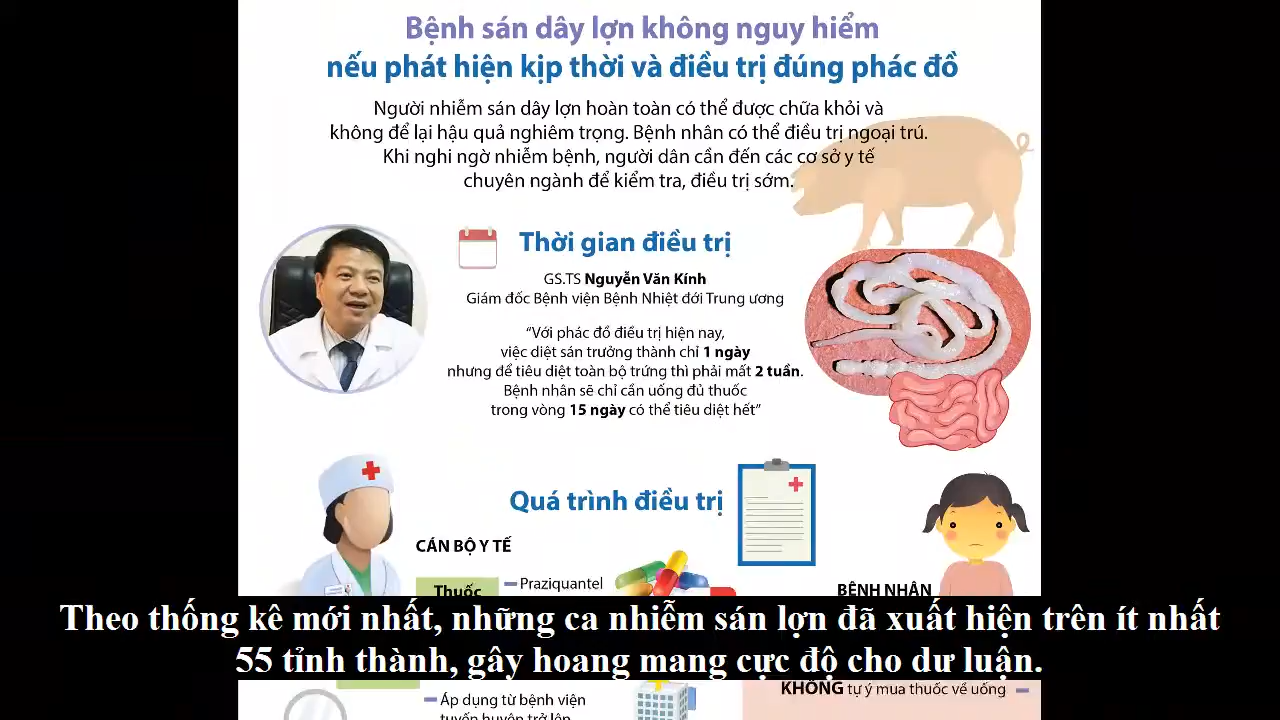 Bệnh sán dây lợn không nguy hiểm
nếu phát hiện kịp thời và điều trị đúng phác đồ
Người nhiễm sán dây lợn hoàn toàn có thể được chữa khỏi và
không để lại hậu quả nghiêm trọng. Bệnh nhân có thể điều trị ngoại trú.
Khi nghi ngờ nhiễm bệnh, người dân cần đến các cơ sở y tế
chuyên ngành để kiểm tra, điều trị sớm.
Thời gian điều trị
GS.TS Nguyễn Văn Kính
Giám đốc Bệnh viện Bệnh Nhiệt đới Trung ương
“Với phác đồ điều trị hiện nay,
việc diệt sán trưởng thành chỉ 1 ngày
nhưng để tiêu diệt toàn bộ trứng thì phải mất 2 tuần.
Bệnh nhân sẽ chỉ cần uống đủ thuốc
trong vòng 15 ngày có thể tiêu diệt hết”
Quá trình điều trị
CÁN BỘ Y TẾ
Thuốc
Praziquantel
BỆNH NHÂN
Theo thống kê mới nhất, những ca nhiễm sán lợn đã xuất hiện trên ít nhất
55 tỉnh thành, gây hoang mang cực độ cho dư luận.
KHÔNG tự ý mua thuốc về uống
Áp dụng từ bệnh viện
tuyến huyện trở lên